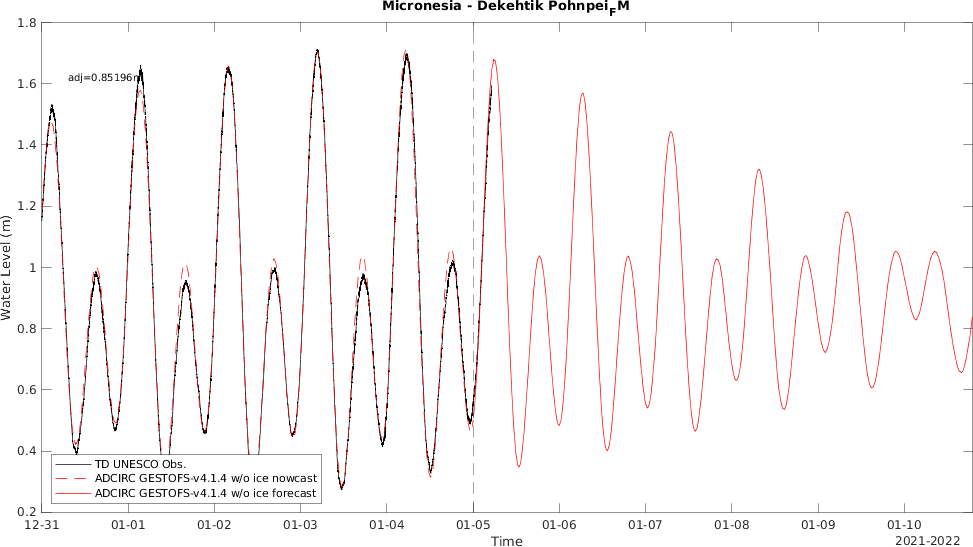 Micronesia - Dekehtik Pohnpei_FM
adj=0.85196m
Water Level (m)
1.8
1.6
1.4
1.2
1
0.8
0.6
0.4
0.2
TD UNESCO Obs.
ADCIRC GESTOFS-v4.1.4 w/o ice nowcast
ADCIRC GESTOFS-v4.1.4 w/o ice forecast
12-31 01-01 01-02 01-03 01-04 01-05 01-06 01-07 01-08 01-09 01-10
Time
2021-2022